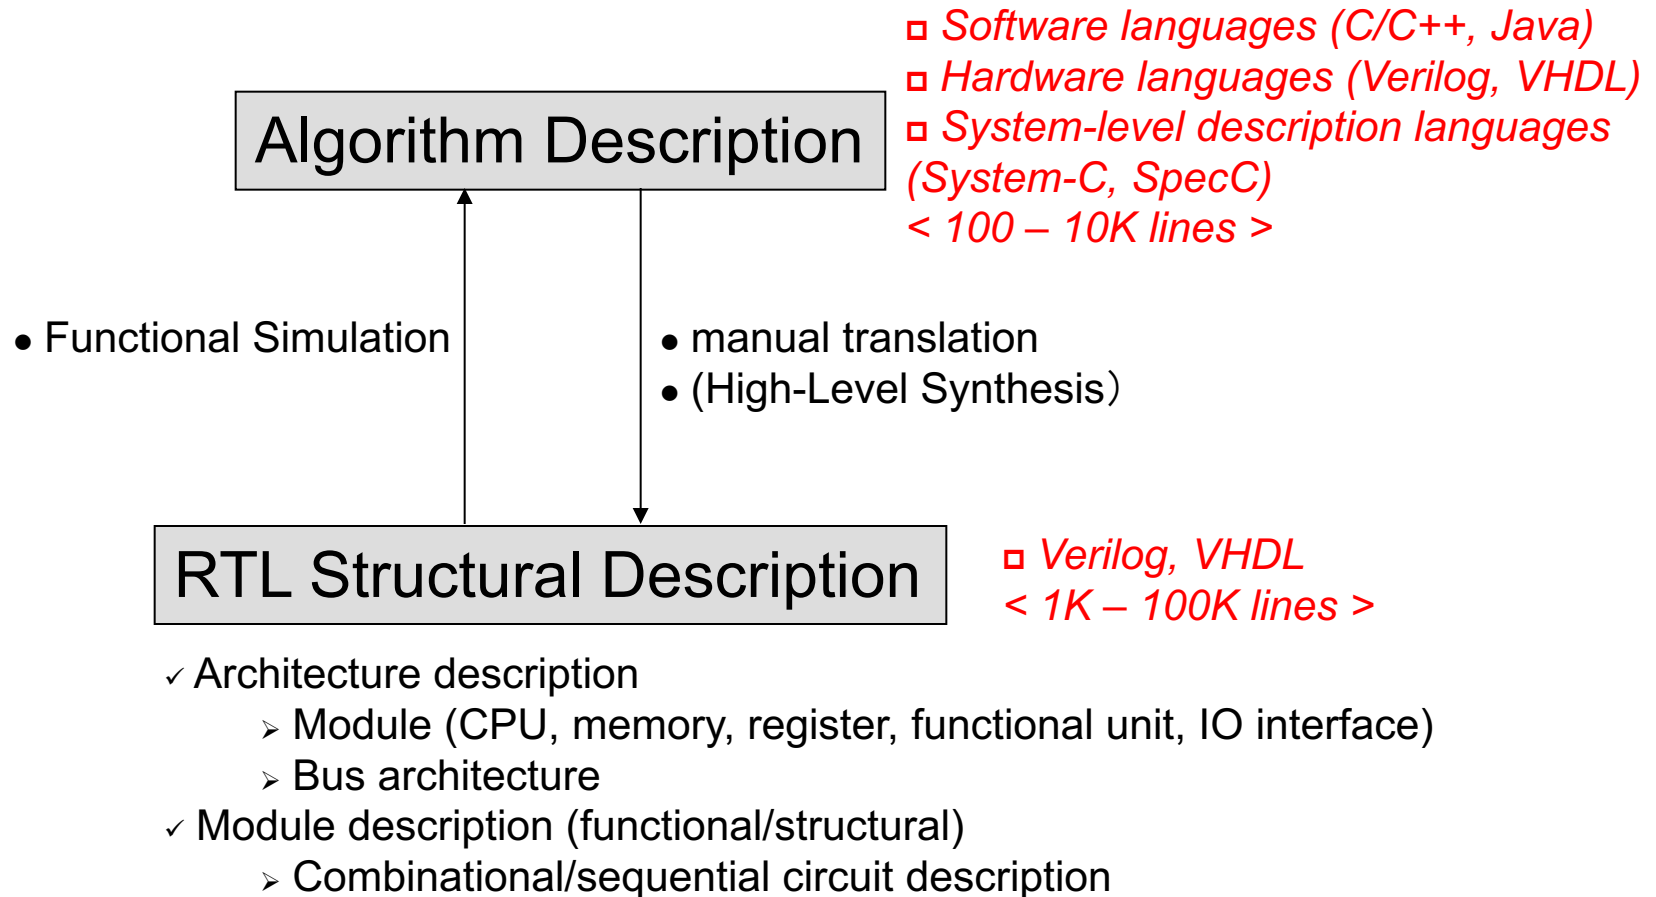 □ Software languages (C/C++, Java)
□ Hardware languages (Verilog, VHDL)
□ System-level description languages
(System-C, SpecC)
< 100 – 10K lines >
Algorithm Description
● Functional Simulation
● manual translation
● (High-Level Synthesis）
RTL Structural Description
□ Verilog, VHDL
< 1K – 100K lines >
✓ Architecture description
➢ Module (CPU, memory, register, functional unit, IO interface)
➢ Bus architecture
✓ Module description (functional/structural)
➢ Combinational/sequential circuit description